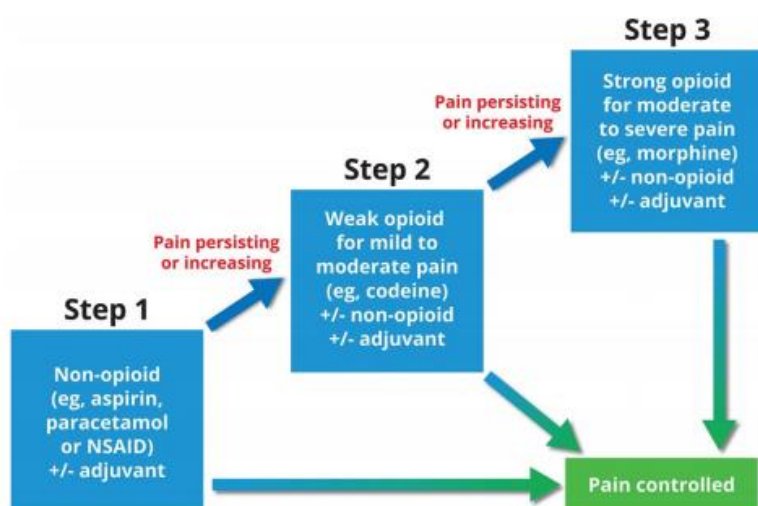 Step 1
Non-opioid
(eg, aspirin,
paracetamol
or NSAID)
+/- adjuvant
Pain persisting
or increasing
Step 2
Weak opioid
for mild to
moderate pain
(eg, codeine)
+/- non-opioid
+/- adjuvant
Pain persisting
or increasing
Step 3
Strong opioid
for moderate
to severe pain
(eg, morphine)
+/- non-opioid
+/- adjuvant
Pain controlled